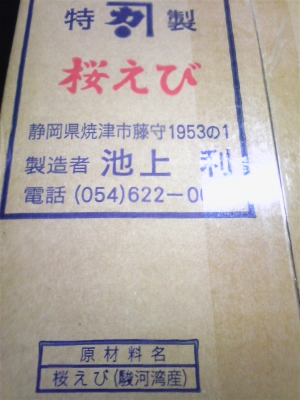 特 カ 製
桜えび
静岡県焼津市藤守1953の1
製造者 池上 利
電話 (054)622-0
原材料名
桜えび(駿河湾産)